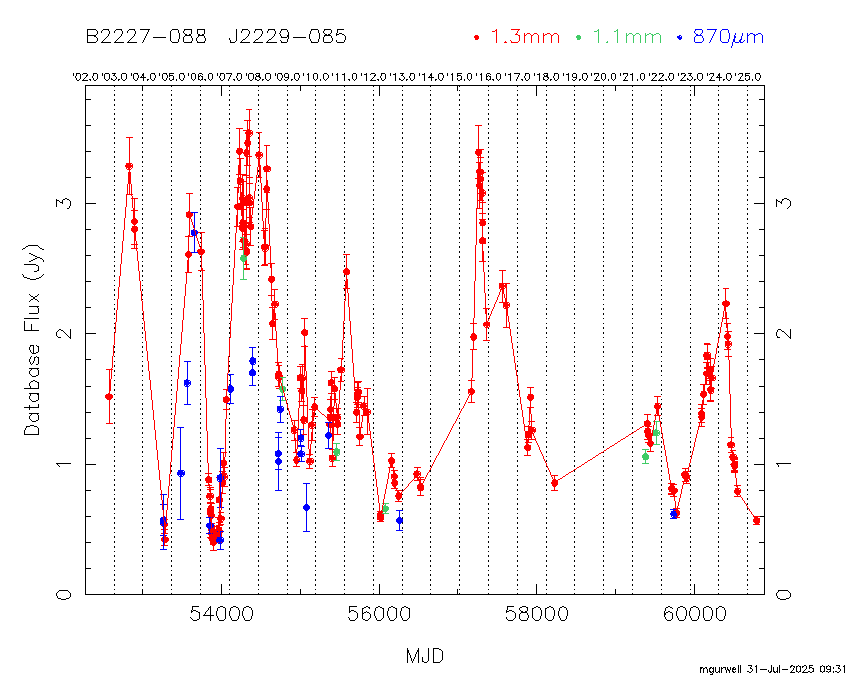 B2227-088 J2229-085 1.3mm 1.1mm 870μm
'02.0 '03.0 '04.0 '05.0 '06.0 '07.0 '08.0 '09.0 '10.0 '11.0 '12.0 '13.0 '14.0 '15.0 '16.0 '17.0 '18.0 '19.0 '20.0 '21.0 '22.0 '23.0 '24.0 '25.0
3 3
Database Flux (Jy)
2 2
1 1
0 0
54000 56000 58000 60000
MJD
mgurwell 31-Jul-2025 09:31